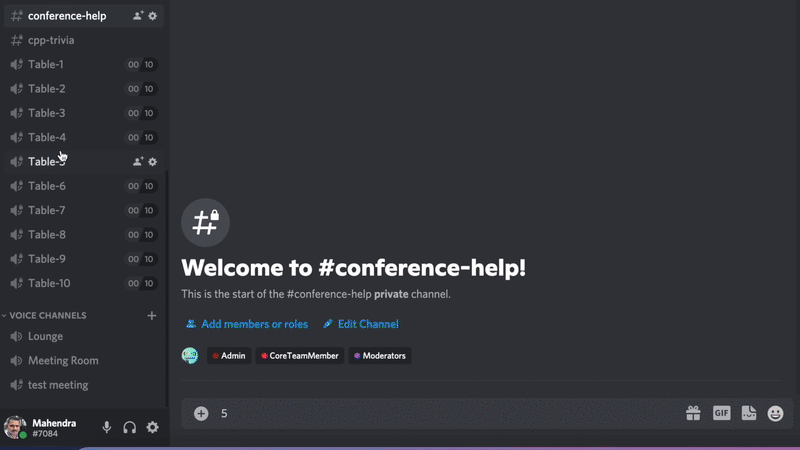 conference-help
cpp-trivia
Table-1 00 10
Table-2 00 10
Table-3 00 10
Table-4 00 10
Table-5
Table-6 00 10
Table-7 00 10
Table-8 00 10
Table-9 00 10
Table-10 00 10
VOICE CHANNELS
Lounge
Meeting Room
test meeting
Mahendra
#7084
Welcome to #conference-help!
This is the start of the #conference-help private channel.
Add members or roles Edit Channel
Admin CoreTeamMember Moderators
5
GIF